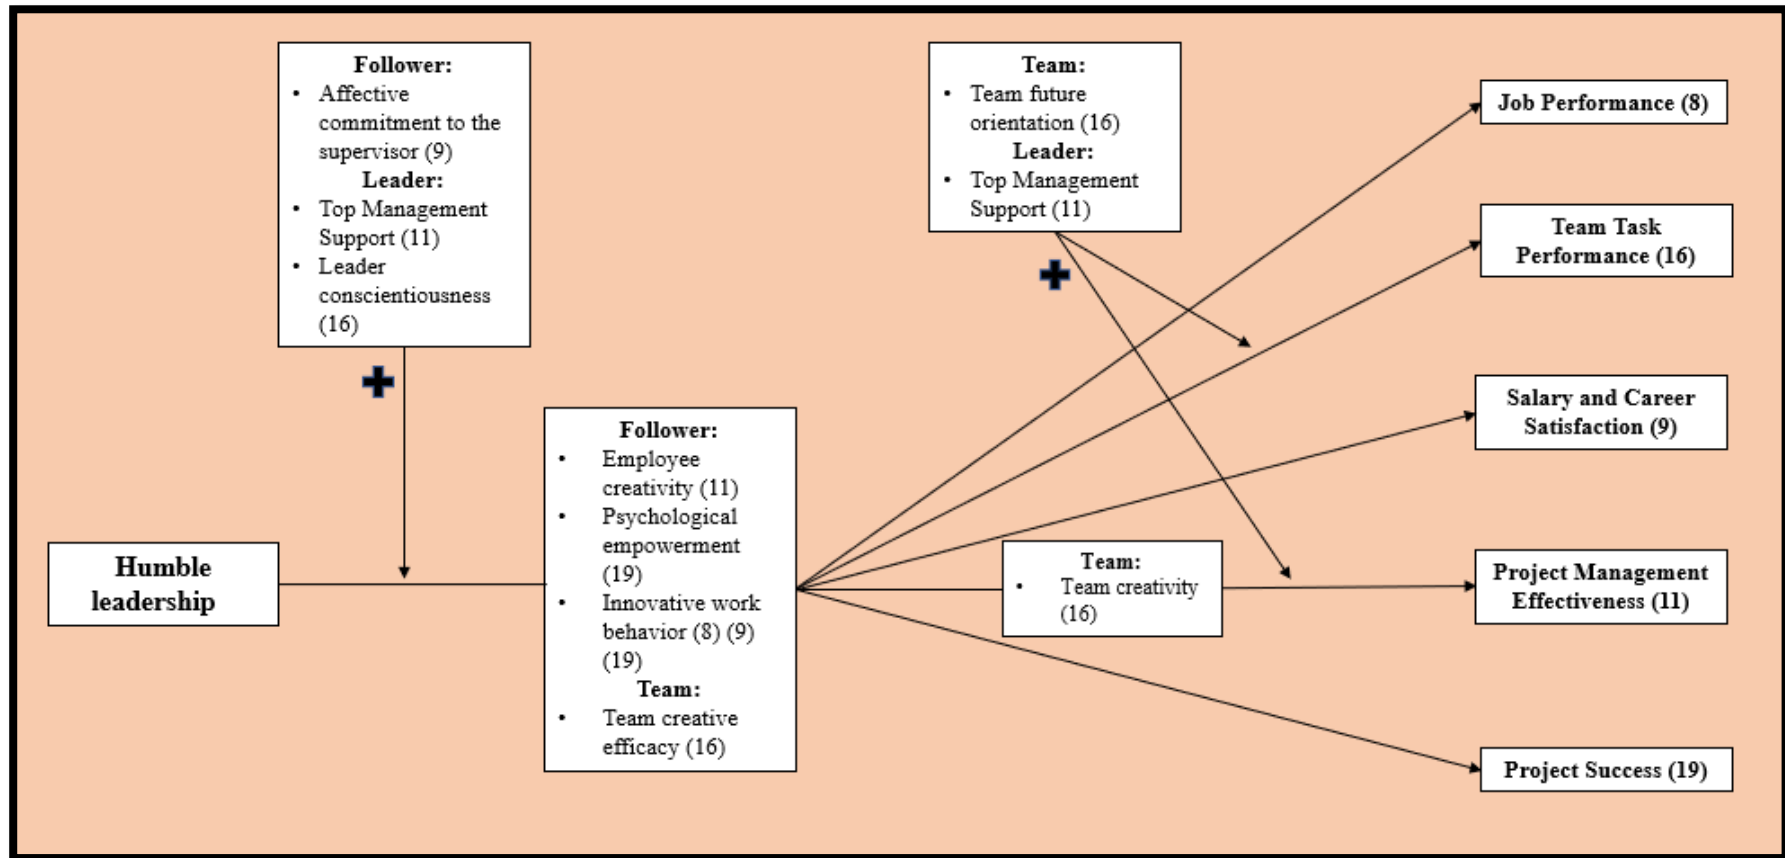 Follower:
• Affective
commitment to the
supervisor (9)
Leader:
• Top Management
Support (11)
• Leader
conscientiousness
(16)
Team:
• Team future
orientation (16)
Leader:
• Top Management
Support (11)
Humble
leadership
Follower:
• Employee
creativity (11)
• Psychological
empowerment
(19)
• Innovative work
behavior (8) (9)
(19)
Team:
• Team creative
efficacy (16)
Team:
• Team creativity
(16)
Job Performance (8)
Team Task
Performance (16)
Salary and Career
Satisfaction (9)
Project Management
Effectiveness (11)
Project Success (19)